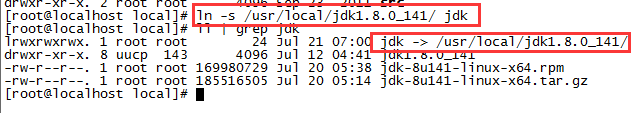 drwxr-xr-x. 2 root root 4096 Sep 23 2011 src
[root@localhost local]# ln -s /usr/local/jdk1.8.0_141/ jdk
[root@localhost local]# ll | grep jdk
lrwxrwxrwx. 1 root root 24 Jul 21 07:00 jdk -> /usr/local/jdk1.8.0_141/
drwxr-xr-x. 8 uucp 143 4096 Jul 12 04:41 jdk1.8.0_141
-rw-r--r--. 1 root root 169980729 Jul 20 05:38 jdk-8u141-linux-x64.rpm
-rw-r--r--. 1 root root 185516505 Jul 20 05:14 jdk-8u141-linux-x64.tar.gz
[root@localhost local]#